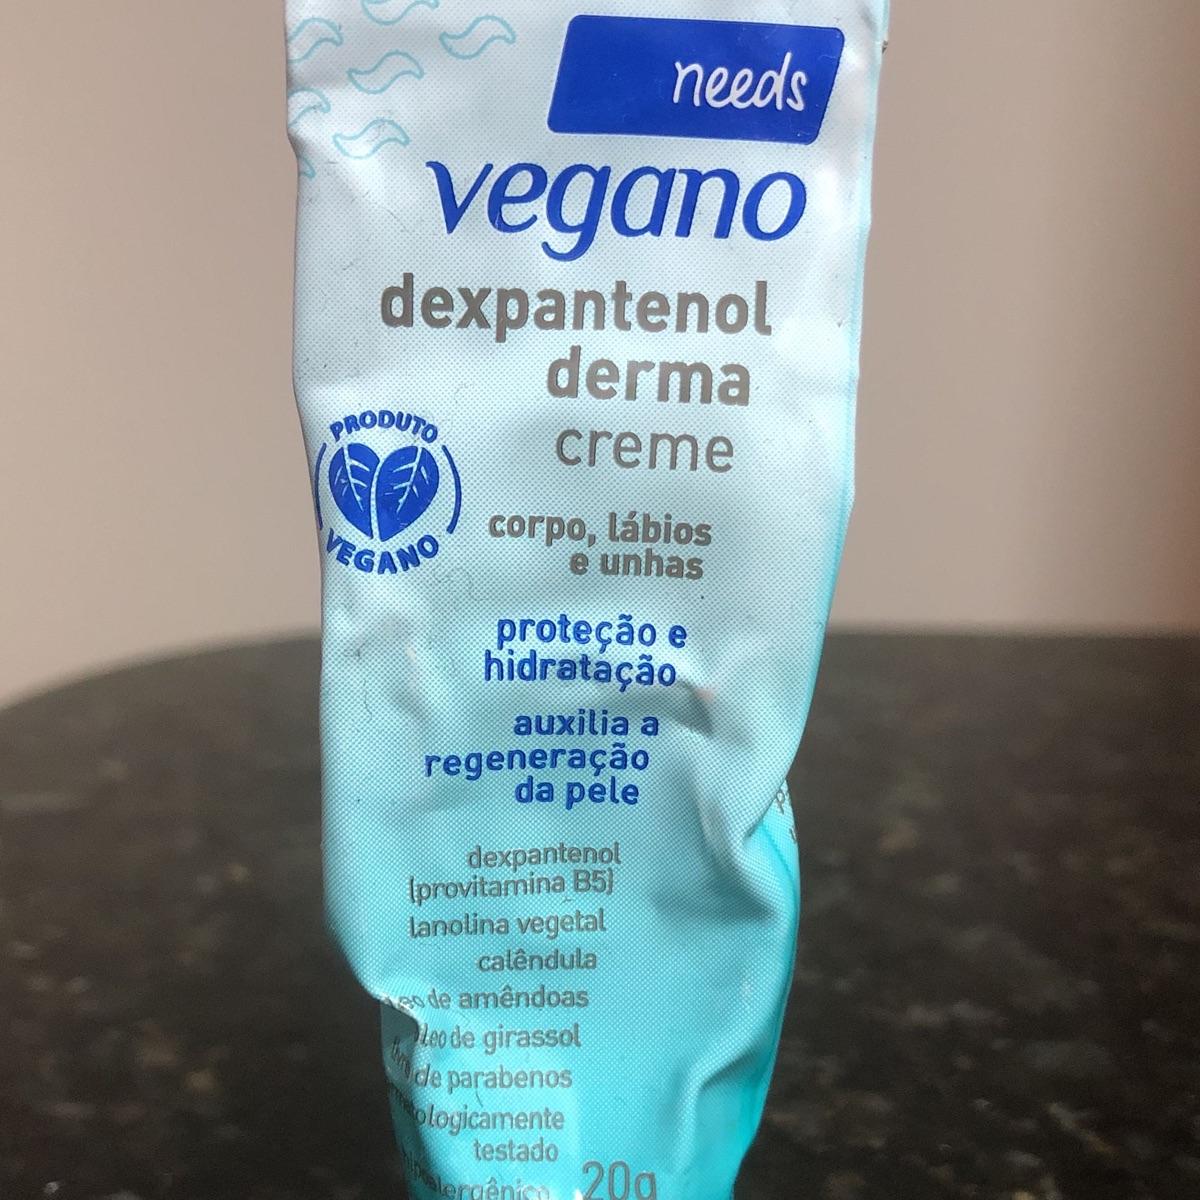 needs
vegano
dexpantenol
derma
creme
PRODUTO
VEGANO
corpo, lábios
e unhas
proteção e
hidratação
auxilia a
regeneração
da pele
dexpantenol
(provitamina B5)
lanolina vegetal
calêndula
de amêndoas
óleo de girassol
de parabenos
testado
20g